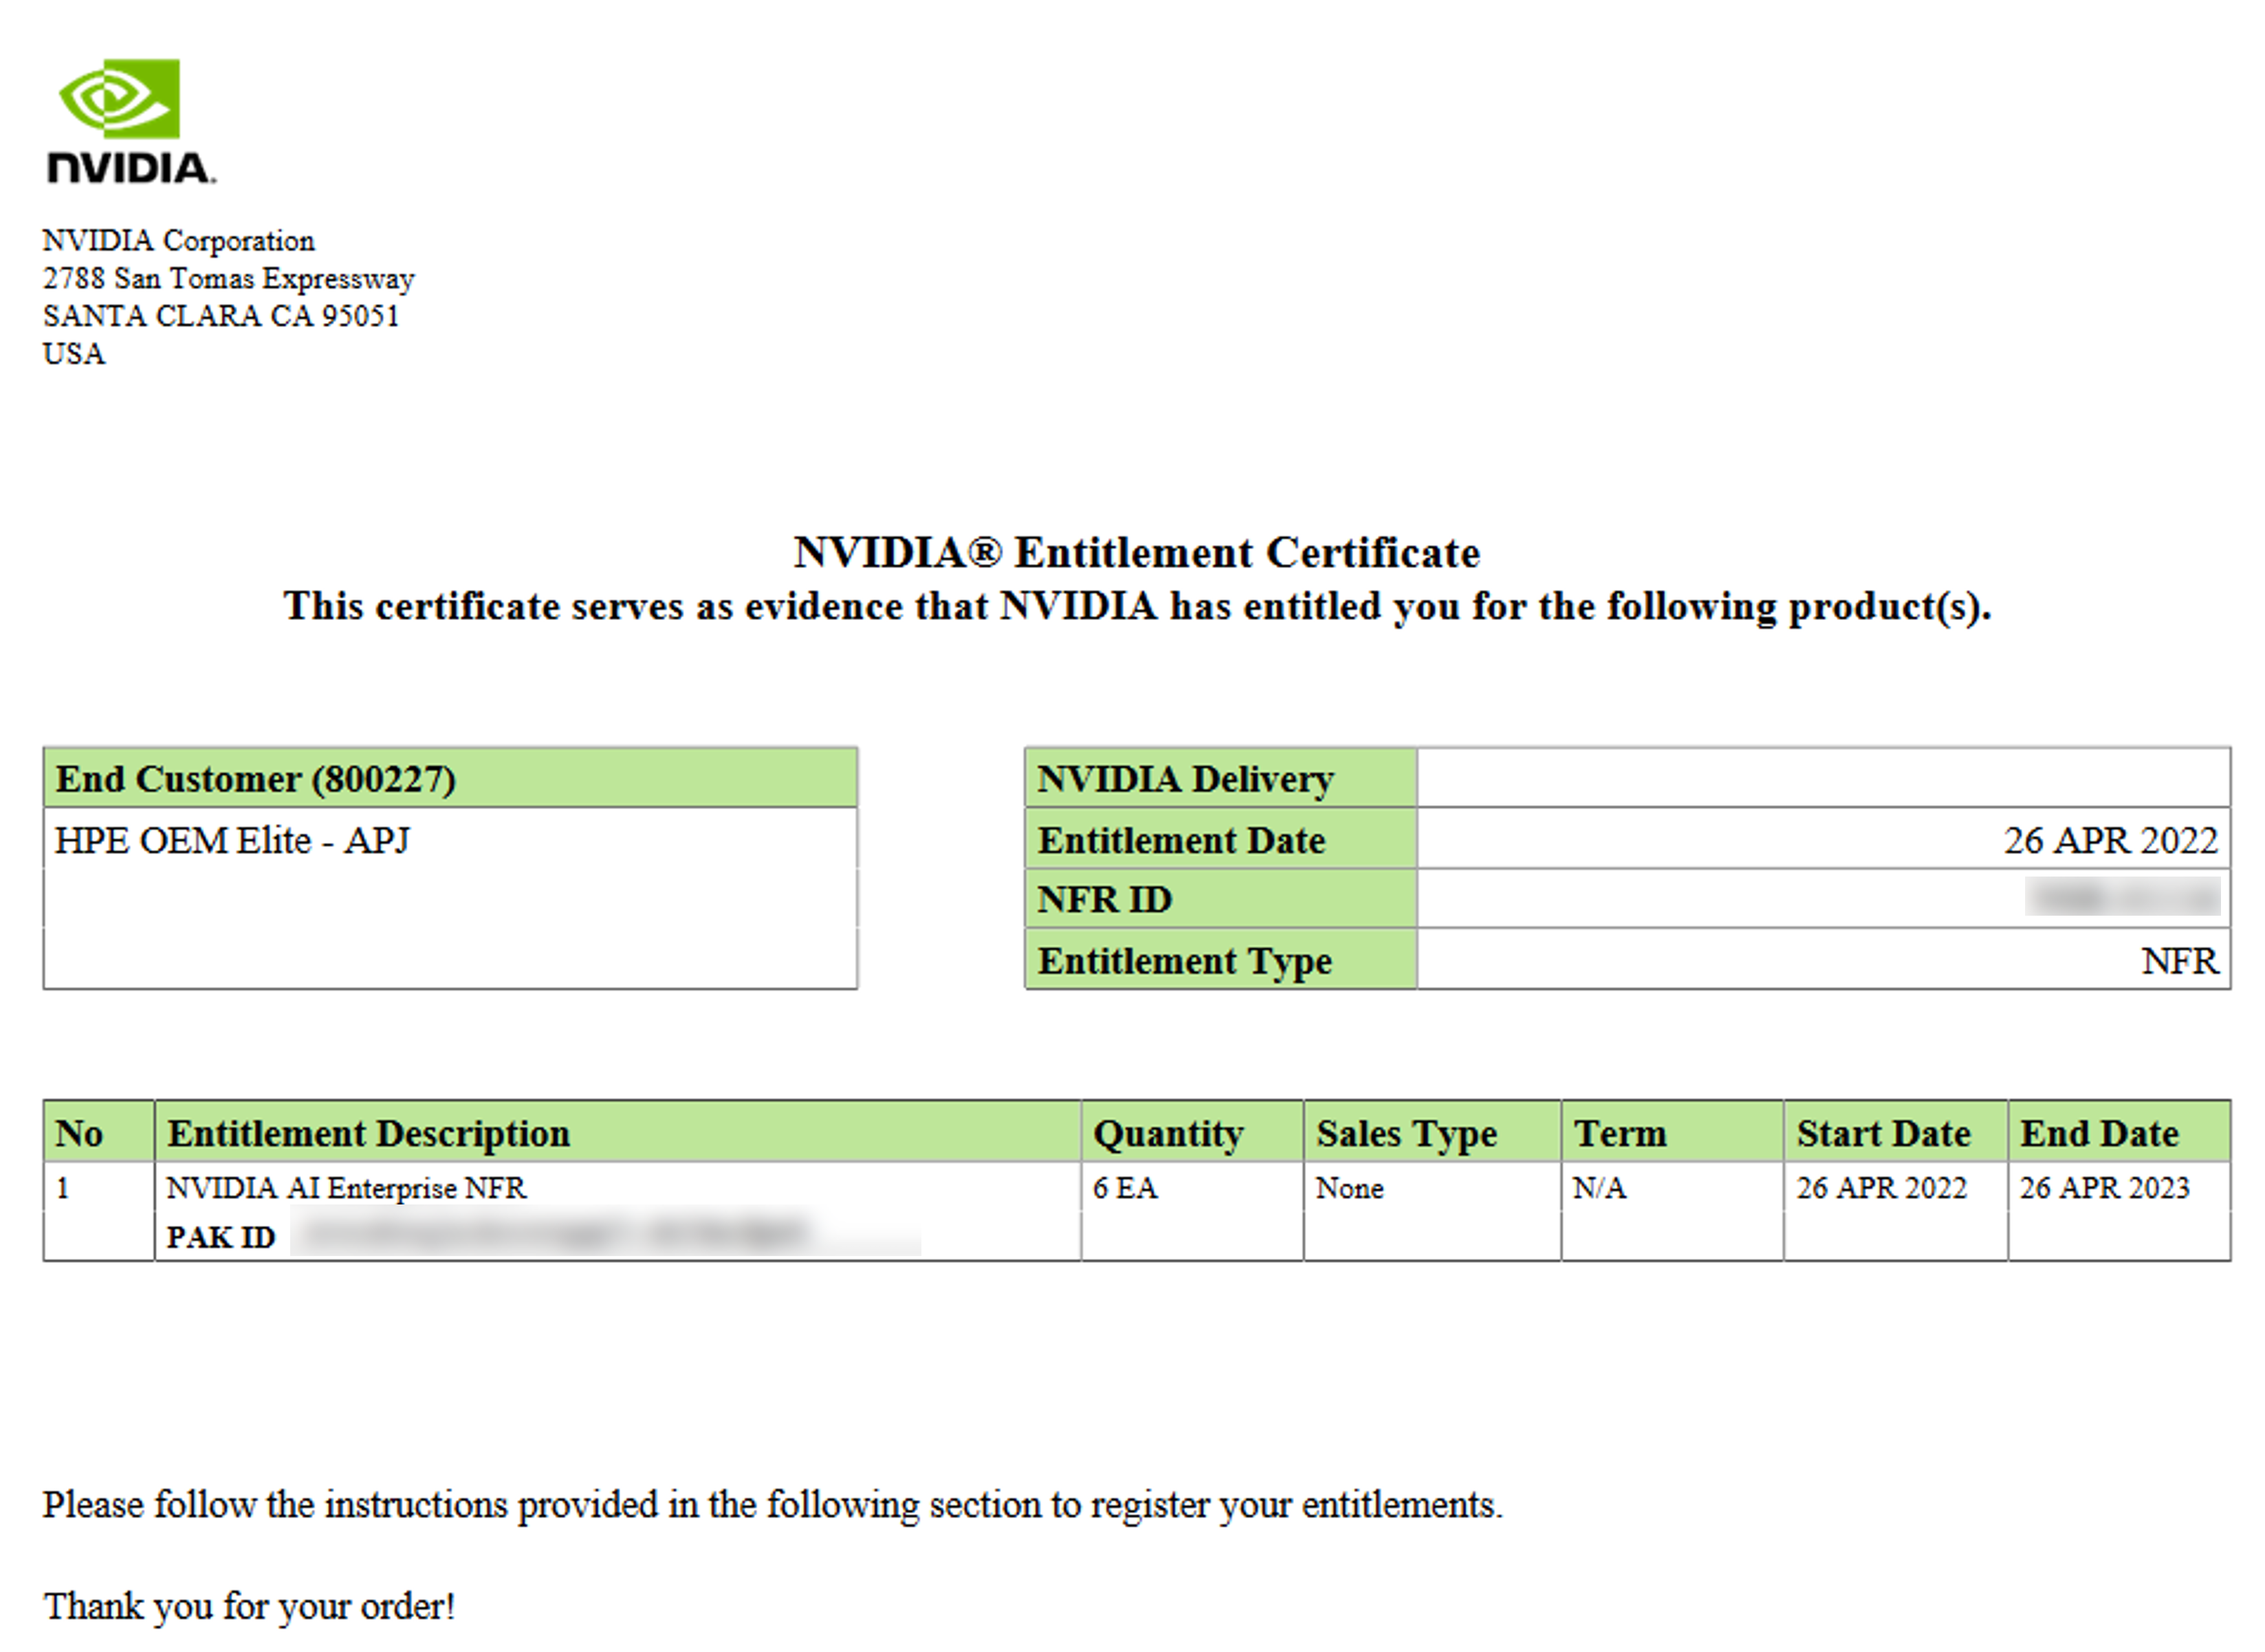 NVIDIA.
NVIDIA Corporation
2788 San Tomas Expressway
SANTA CLARA CA 95051
USA
NVIDIA® Entitlement Certificate
This certificate serves as evidence that NVIDIA has entitled you for the following product(s).
End Customer (800227)
HPE OEM Elite - APJ
NVIDIA Delivery
Entitlement Date 26 APR 2022
NFR ID
Entitlement Type NFR
No Entitlement Description Quantity Sales Type Term Start Date End Date
1 NVIDIA AI Enterprise NFR 6 EA None N/A 26 APR 2022 26 APR 2023
PAK ID
Please follow the instructions provided in the following section to register your entitlements.
Thank you for your order!